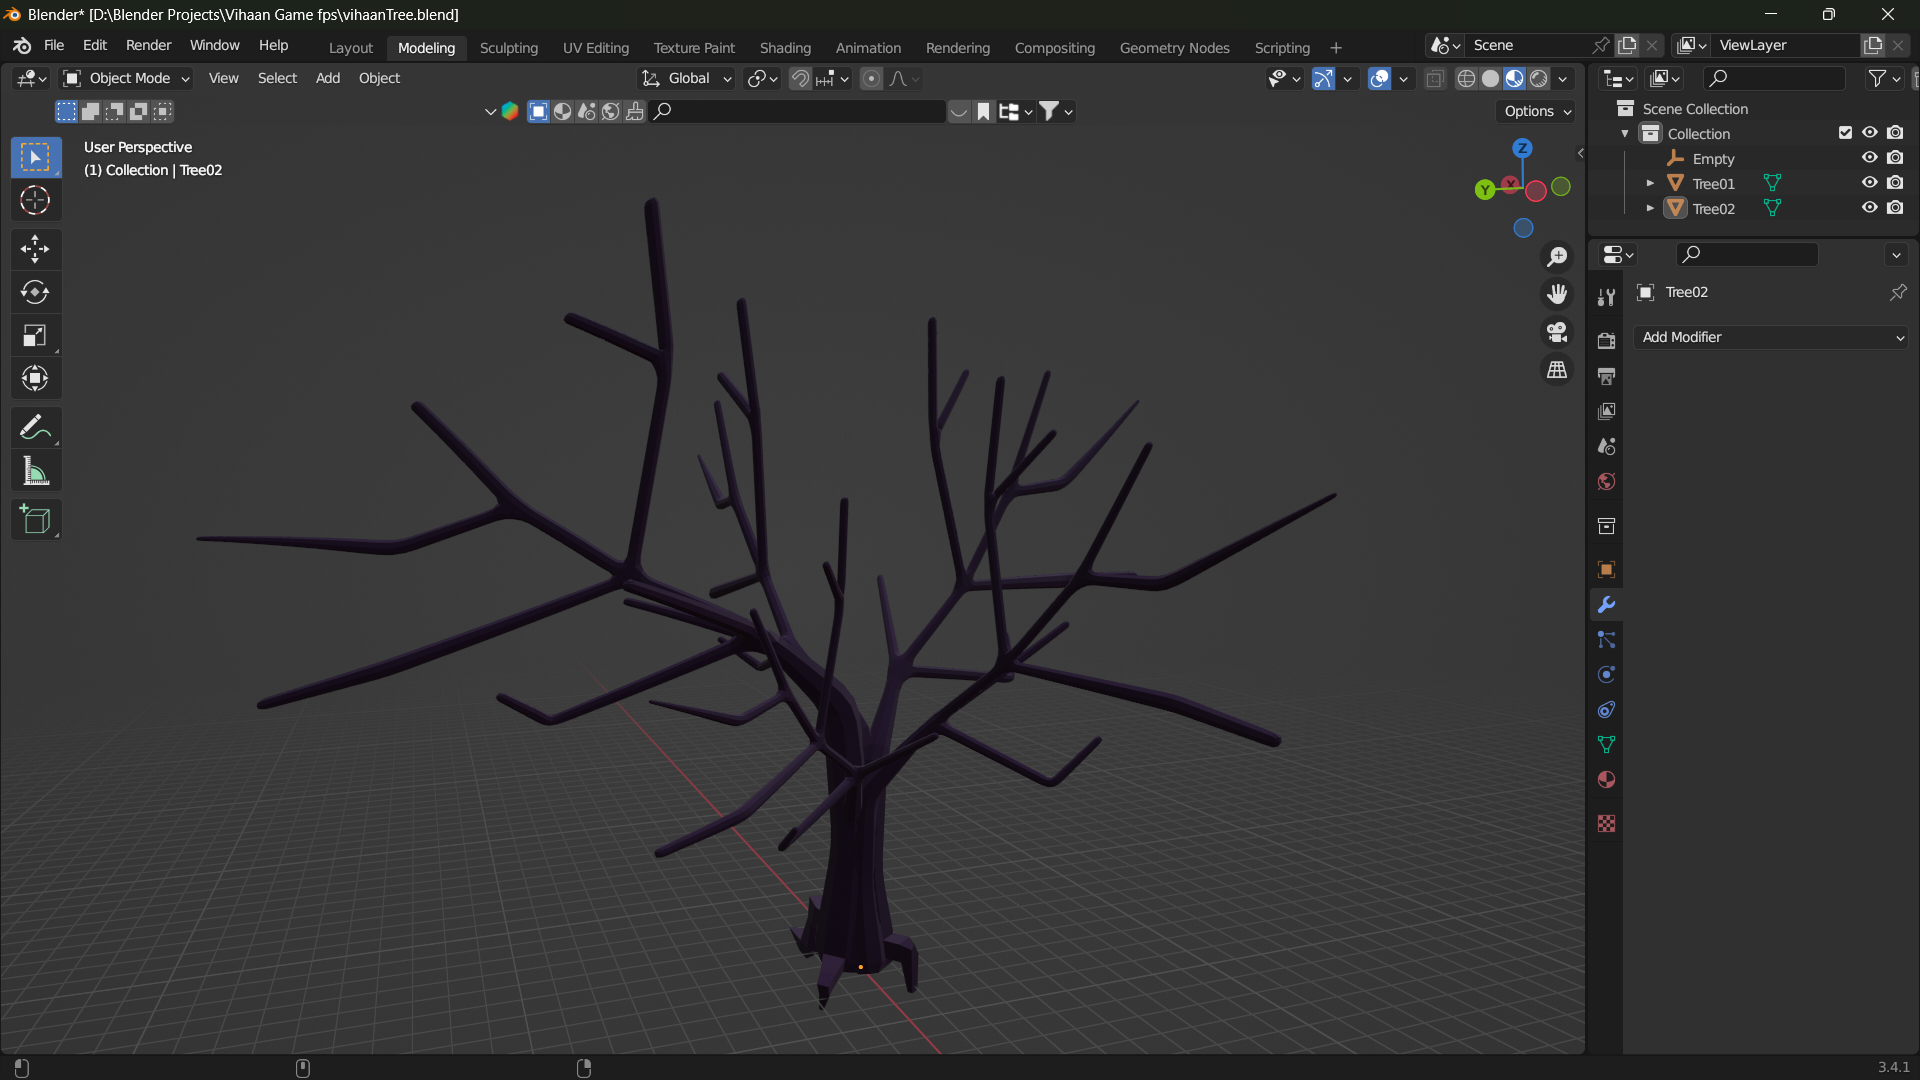 Blender* [D:\Blender Projects\Vihaan Game fps\vihaanTree.blend]
File Edit Render Window Help Layout Modeling Sculpting UV Editing Texture Paint Shading Animation Rendering Compositing Geometry Nodes Scripting + Scene ViewLayer
Object Mode View Select Add Object Global
Options
User Perspective
(1) Collection | Tree02
Z
Y
X
Scene Collection
Collection
Empty
Tree01
Tree02
Tree02
Add Modifier
3.4.1